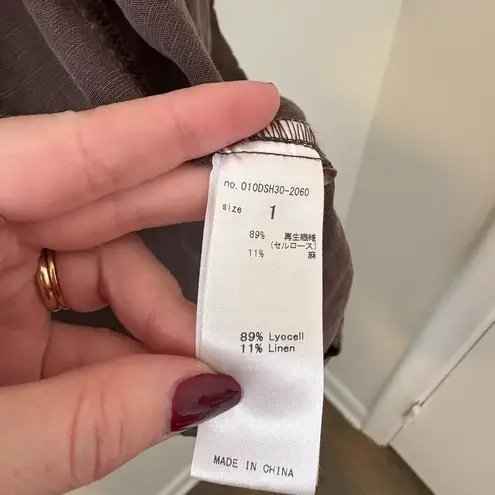 no. 010DSH30-2060
size 1
89% 再生繊維
(セルロース)
11% 麻
89% Lyocell
11% Linen
MADE IN CHINA